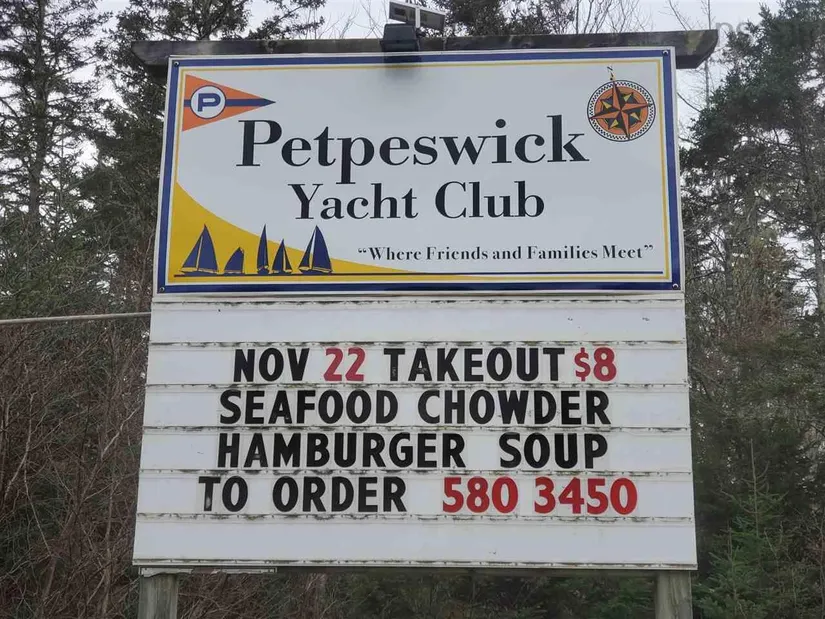 P
Petpeswick
Yacht Club
“Where Friends and Families Meet”
NOV 22 TAKEOUT $8
SEAFOOD CHOWDER
HAMBURGER SOUP
TO ORDER 580 3450